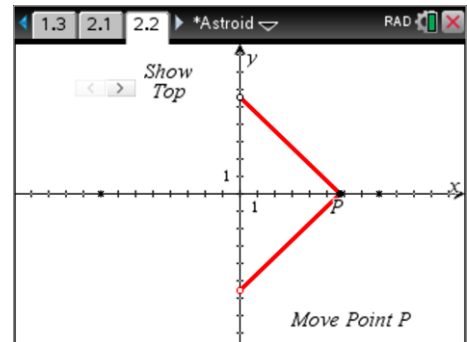 1.3 2.1 2.2 *Astroid RAD
y
Show
Top
1
x
1
P
Move Point P